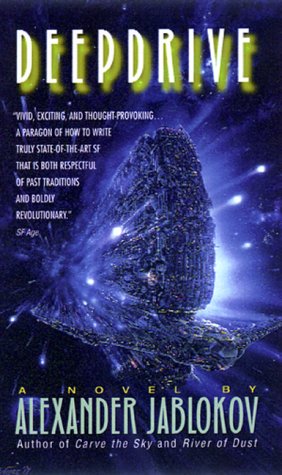 DEEPDRIVE
"VIVID, EXCITING, AND THOUGHT-PROVOKING...
A PARAGON OF HOW TO WRITE
TRULY STATE-OF-THE-ART SF
THAT IS BOTH RESPECTFUL
OF PAST TRADITIONS
AND BOLDLY
REVOLUTIONARY."
SF Age
A NOVEL BY
ALEXANDER JABLOKOV
Author of Carve the Sky and River of Dust